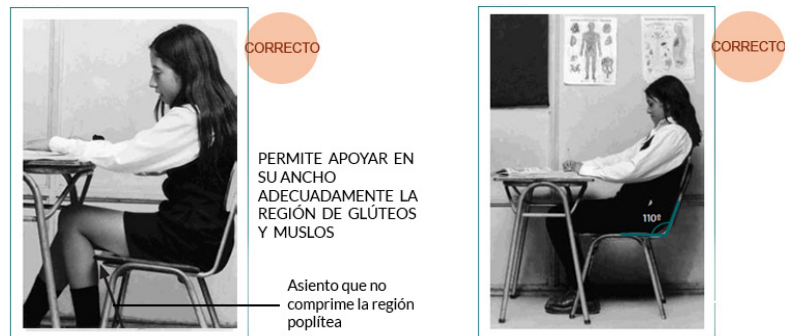 CORRECTO
PERMITE APOYAR EN
SU ANCHO
ADECUADAMENTE LA
REGIÓN DE GLÚTEOS
Y MUSLOS
Asiento que no
comprime la región
poplítea
CORRECTO
110º